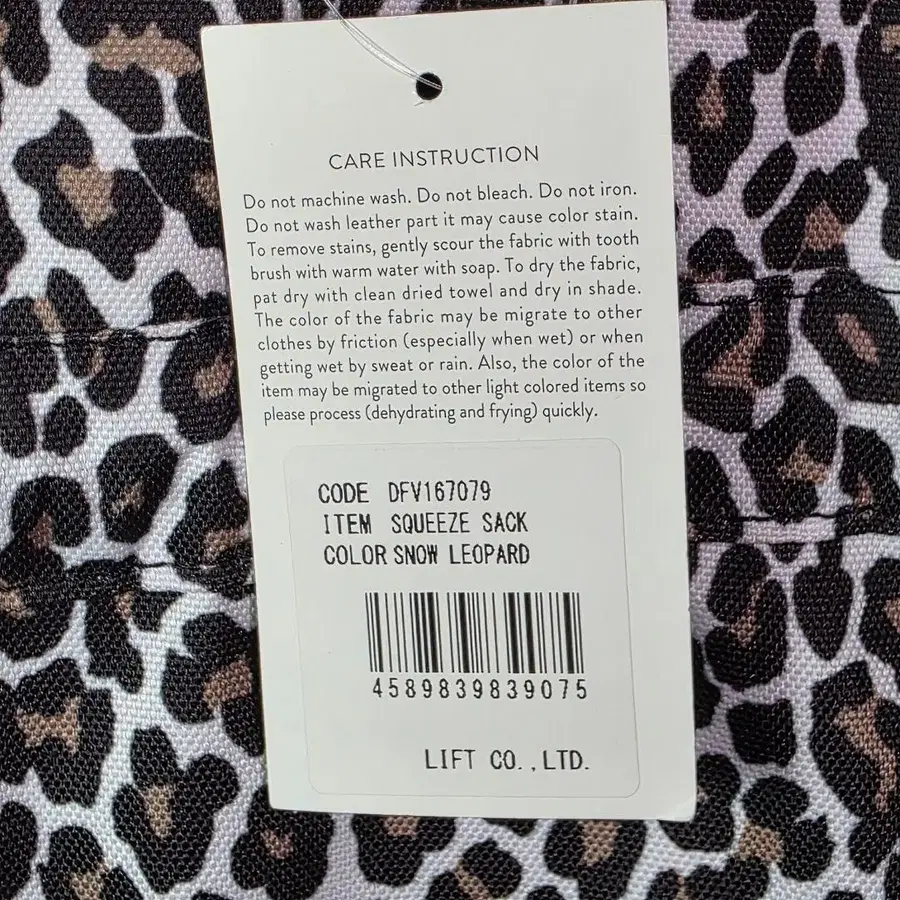 CARE INSTRUCTION
Do not machine wash. Do not bleach. Do not iron.
Do not wash leather part it may cause color stain.
To remove stains, gently scour the fabric with tooth
brush with warm water with soap. To dry the fabric,
pat dry with clean dried towel and dry in shade.
The color of the fabric may be migrate to other
clothes by friction (especially when wet) or when
getting wet by sweat or rain. Also, the color of the
item may be migrated to other light colored items so
please process (dehydrating and frying) quickly.
CODE DFV167079
ITEM SQUEEZE SACK
COLOR SNOW LEOPARD
4589839839075
LIFT CO.,LTD.